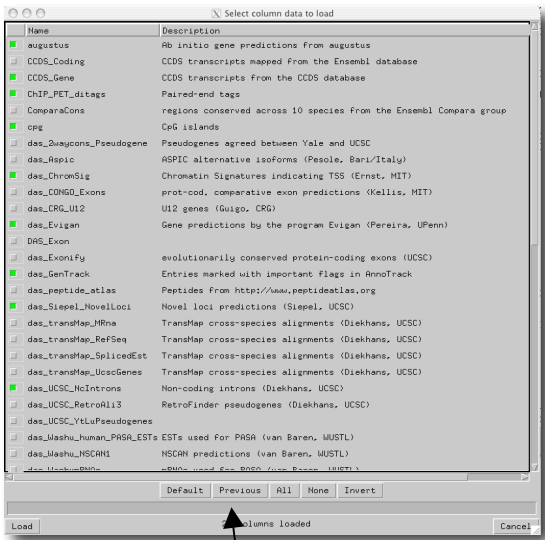 Select column data to load
Name Description
augustus Ab initio gene predictions from augustus
CCDS_Coding CCDS transcripts mapped from the Ensembl database
CCDS_Gene CCDS transcripts from the CCDS database
ChIP_PET_ditags Paired-end tags
ComparaCons regions conserved across 10 species from the Ensembl Compara group
cpg CpG islands
das_2waycons_Pseudogene Pseudogenes agreed between Yale and UCSC
das_Aspic ASPIC alternative isoforms (Pesole, Bari/Italy)
das_ChromSig Chromatin Signatures indicating TSS (Ernst, MIT)
das_CONGO_Exons prot-cod. comparative exon predictions (Kellis, MIT)
das_CRG_U12 U12 genes (Guigo, CRG)
das_Evigan Gene predictions by the program Evigan (Pereira, UPenn)
DAS_Exon
das_Exonify evolutionarily conserved protein-coding exons (UCSC)
das_GenTrack Entries marked with important flags in AnnoTrack
das_peptide_atlas Peptides from http://www.peptideatlas.org
das_Siepel_NovelLoci Novel loci predictions (Siepel, UCSC)
das_transMap_MRna TransMap cross-species alignments (Diekhans, UCSC)
das_transMap_RefSeq TransMap cross-species alignments (Diekhans, UCSC)
das_transMap_SplicedEst TransMap cross-species alignments (Diekhans, UCSC)
das_transMap_UcscGenes TransMap cross-species alignments (Diekhans, UCSC)
das_UCSC_NcIntrons Non-coding introns (Diekhans, UCSC)
das_UCSC_RetroAli3 RetroFinder pseudogenes (Diekhans, UCSC)
das_UCSC_YtLuPseudogenes
das_Washu_human_PASA_ESTs ESTs used for PASA (van Baren, WUSTL)
das_Washu_NSCAN1 NSCAN predictions (van Baren, WUSTL)
das_WashumRNAs mRNAs used for PASA (van Baren, WUSTL)
Default Previous All None Invert
loaded
Load Cancel